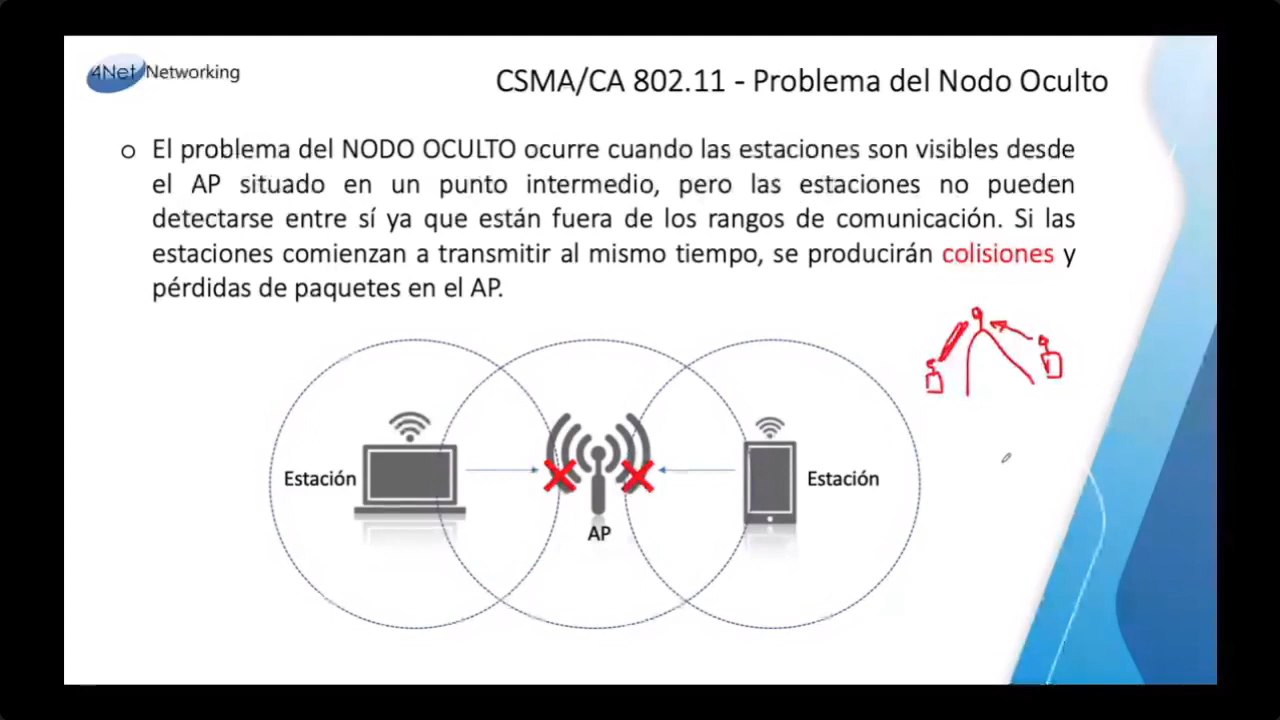 4Net Networking
CSMA/CA 802.11 - Problema del Nodo Oculto
o El problema del NODO OCULTO ocurre cuando las estaciones son visibles desde
el AP situado en un punto intermedio, pero las estaciones no pueden
detectarse entre sí ya que están fuera de los rangos de comunicación. Si las
estaciones comienzan a transmitir al mismo tiempo, se producirán colisiones y
pérdidas de paquetes en el AP.
Estación
AP
Estación